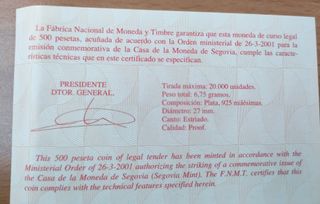 La Fábrica Nacional de Moneda y Timbre garantiza que esta moneda de curso legal
de 500 pesetas, acuñada de acuerdo con la Orden ministerial de 26-3-2001 para la
emisión conmemorativa de la Casa de la Moneda de Segovia, cumple las carac-
terísticas técnicas que en este certificado se especifican.
PRESIDENTE
DTOR. GENERAL.
Tirada máxima: 20.000 unidades.
Peso total: 6,75 gramos.
Composición: Plata, 925 milésimas.
Diámetro: 27 mm.
Canto: Estriado.
Calidad: Proof.
This 500 peseta coin of legal tender has been minted in accordance with the
Ministerial Order of 26-3-2001 authorizing the striking of a commemorative issue of
the Casa de la Moneda de Segovia (Segovia Mint). The F.N.M.T. certifies that this
coin complies with the technical features specified herein.